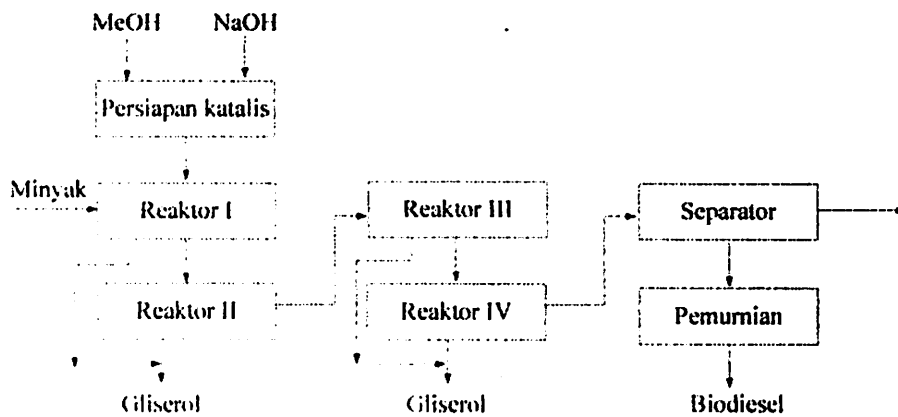 MeOH NaOH
Persiapan katalis
Minyak
Reaktor I
Reaktor III
Separator
Reaktor II
Reaktor IV
Pemurnian
Gliserol
Gliserol
Biodiesel